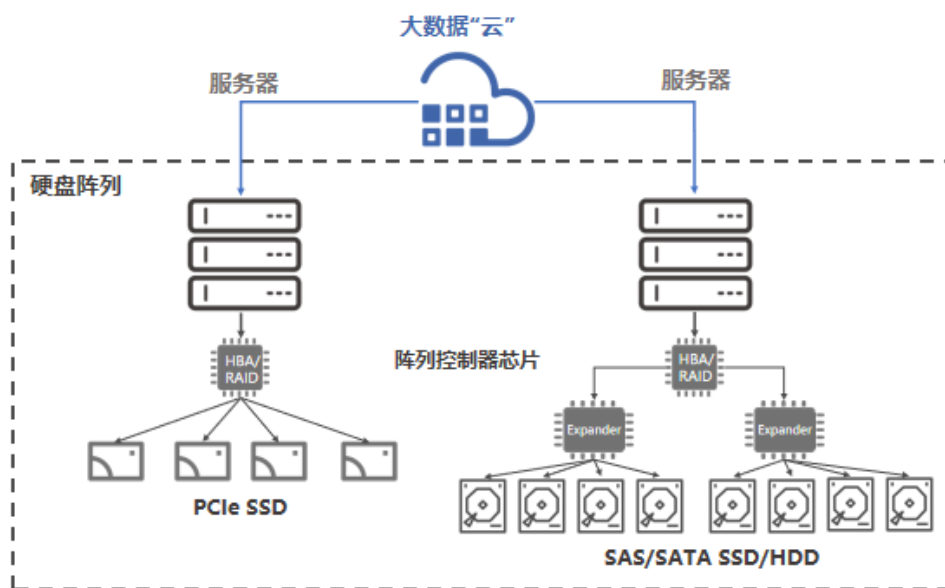 大数据“云”
服务器
服务器
硬盘阵列
HBA/
RAID
阵列控制器芯片
HBA/
RAID
Expander
Expander
PCIe SSD
SAS/SATA SSD/HDD